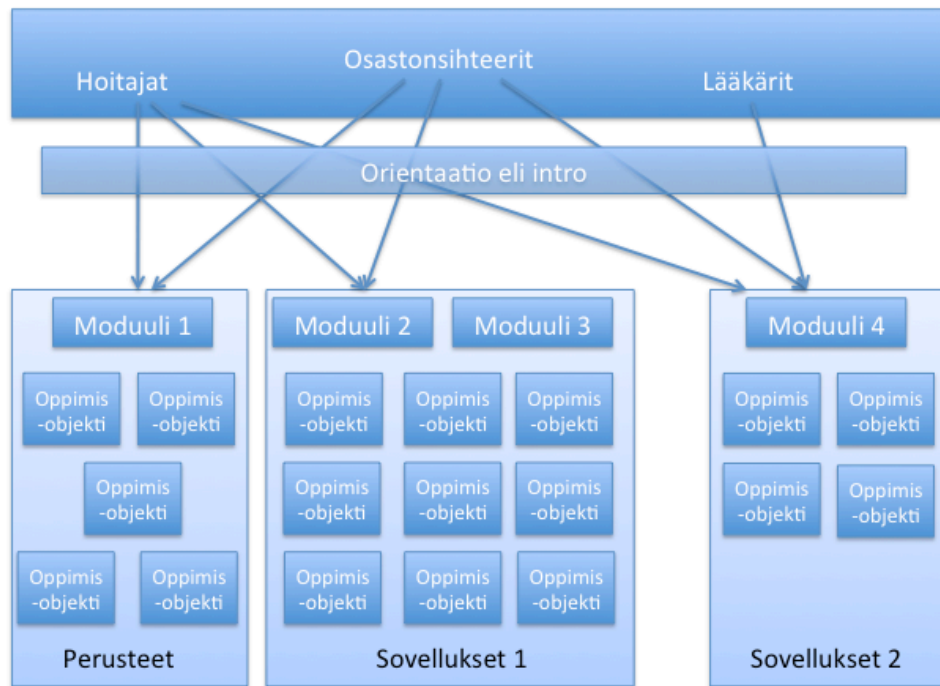 Osastonsihteerit
Hoitajat
Lääkärit
Orientaatio eli intro
Moduuli 1
Oppimis
-objekti
Oppimis
-objekti
Oppimis
-objekti
Oppimis
-objekti
Oppimis
-objekti
Perusteet
Moduuli 2
Moduuli 3
Oppimis
-objekti
Oppimis
-objekti
Oppimis
-objekti
Oppimis
-objekti
Oppimis
-objekti
Oppimis
-objekti
Oppimis
-objekti
Oppimis
-objekti
Oppimis
-objekti
Sovellukset 1
Moduuli 4
Oppimis
-objekti
Oppimis
-objekti
Oppimis
-objekti
Oppimis
-objekti
Sovellukset 2